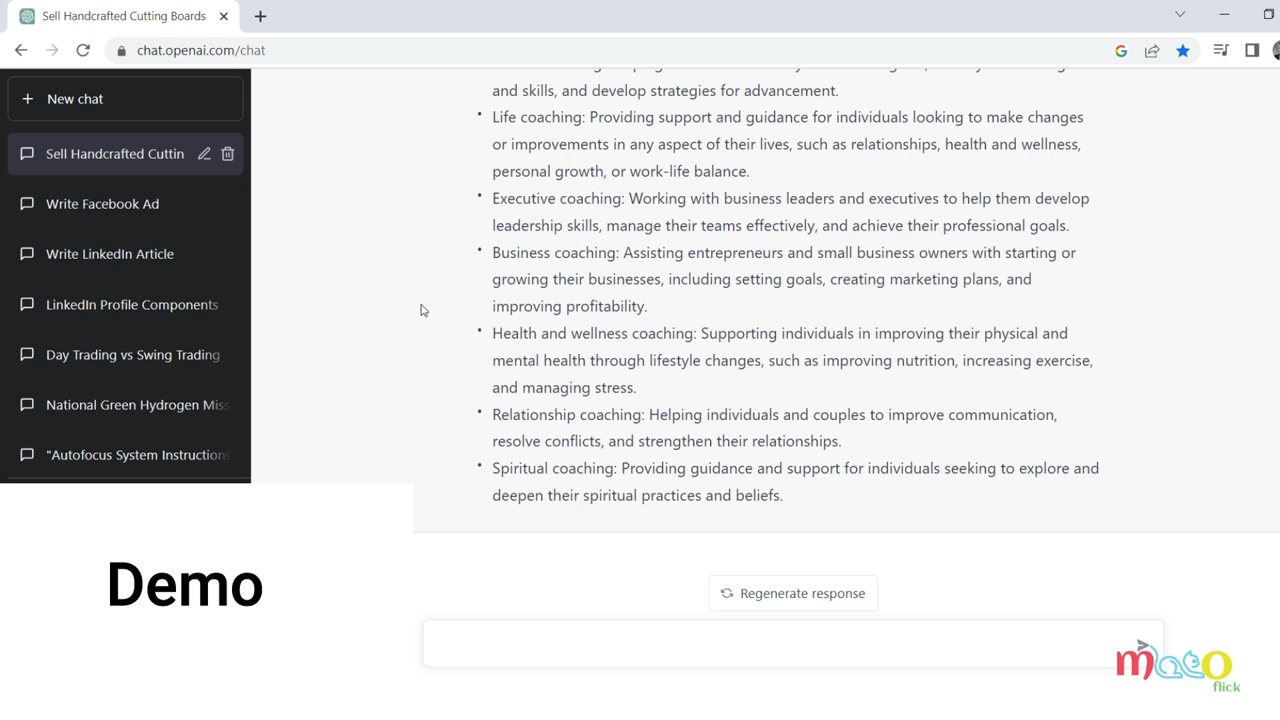 Sell Handcrafted Cutting Boards
chat.openai.com/chat
New chat
Sell Handcrafted Cuttin
Write Facebook Ad
Write LinkedIn Article
LinkedIn Profile Components
Day Trading vs Swing Trading
National Green Hydrogen Miss
"Autofocus System Instructions
and skills, and develop strategies for advancement.
• Life coaching: Providing support and guidance for individuals looking to make changes
or improvements in any aspect of their lives, such as relationships, health and wellness,
personal growth, or work-life balance.
• Executive coaching: Working with business leaders and executives to help them develop
leadership skills, manage their teams effectively, and achieve their professional goals.
• Business coaching: Assisting entrepreneurs and small business owners with starting or
growing their businesses, including setting goals, creating marketing plans, and
improving profitability.
• Health and wellness coaching: Supporting individuals in improving their physical and
mental health through lifestyle changes, such as improving nutrition, increasing exercise,
and managing stress.
• Relationship coaching: Helping individuals and couples to improve communication,
resolve conflicts, and strengthen their relationships.
• Spiritual coaching: Providing guidance and support for individuals seeking to explore and
deepen their spiritual practices and beliefs.
Regenerate response
Demo
flick